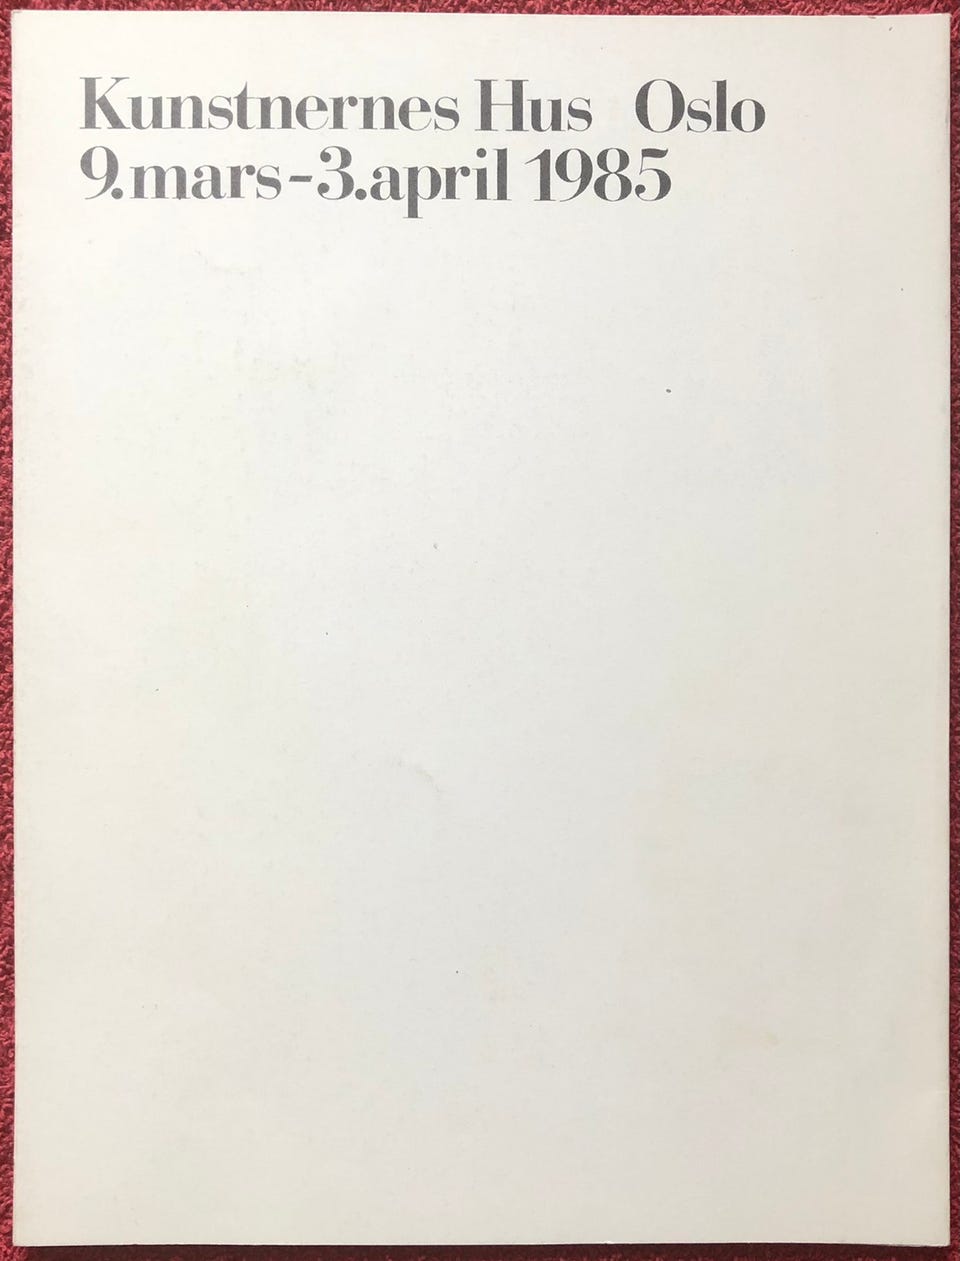 Kunstnernes Hus Oslo
9.mars-3.april 1985